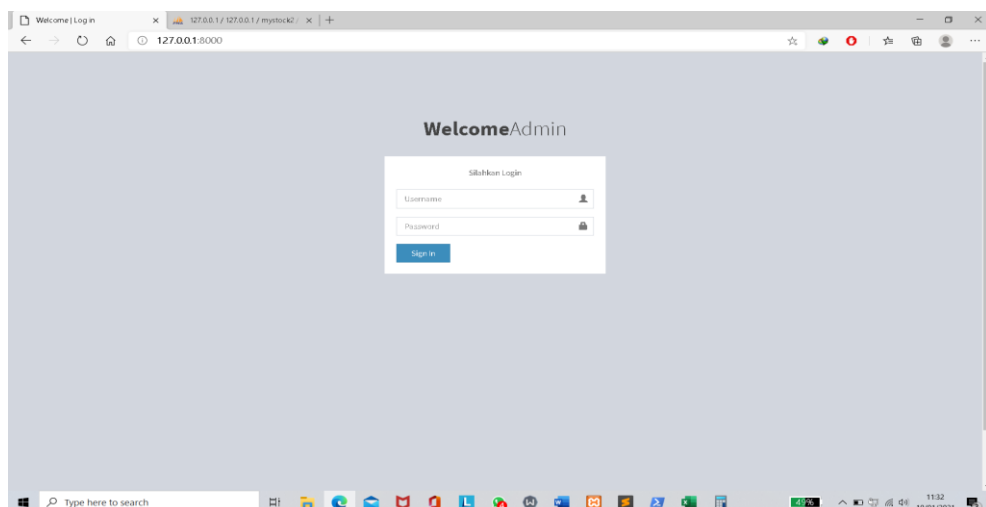 Welcome | Log in
127.0.0.1 / 127.0.0.1 / mystock2 /
127.0.0.1:8000
WelcomeAdmin
Silahkan Login
Username
Password
Sign In
Type here to search
49%
11:32